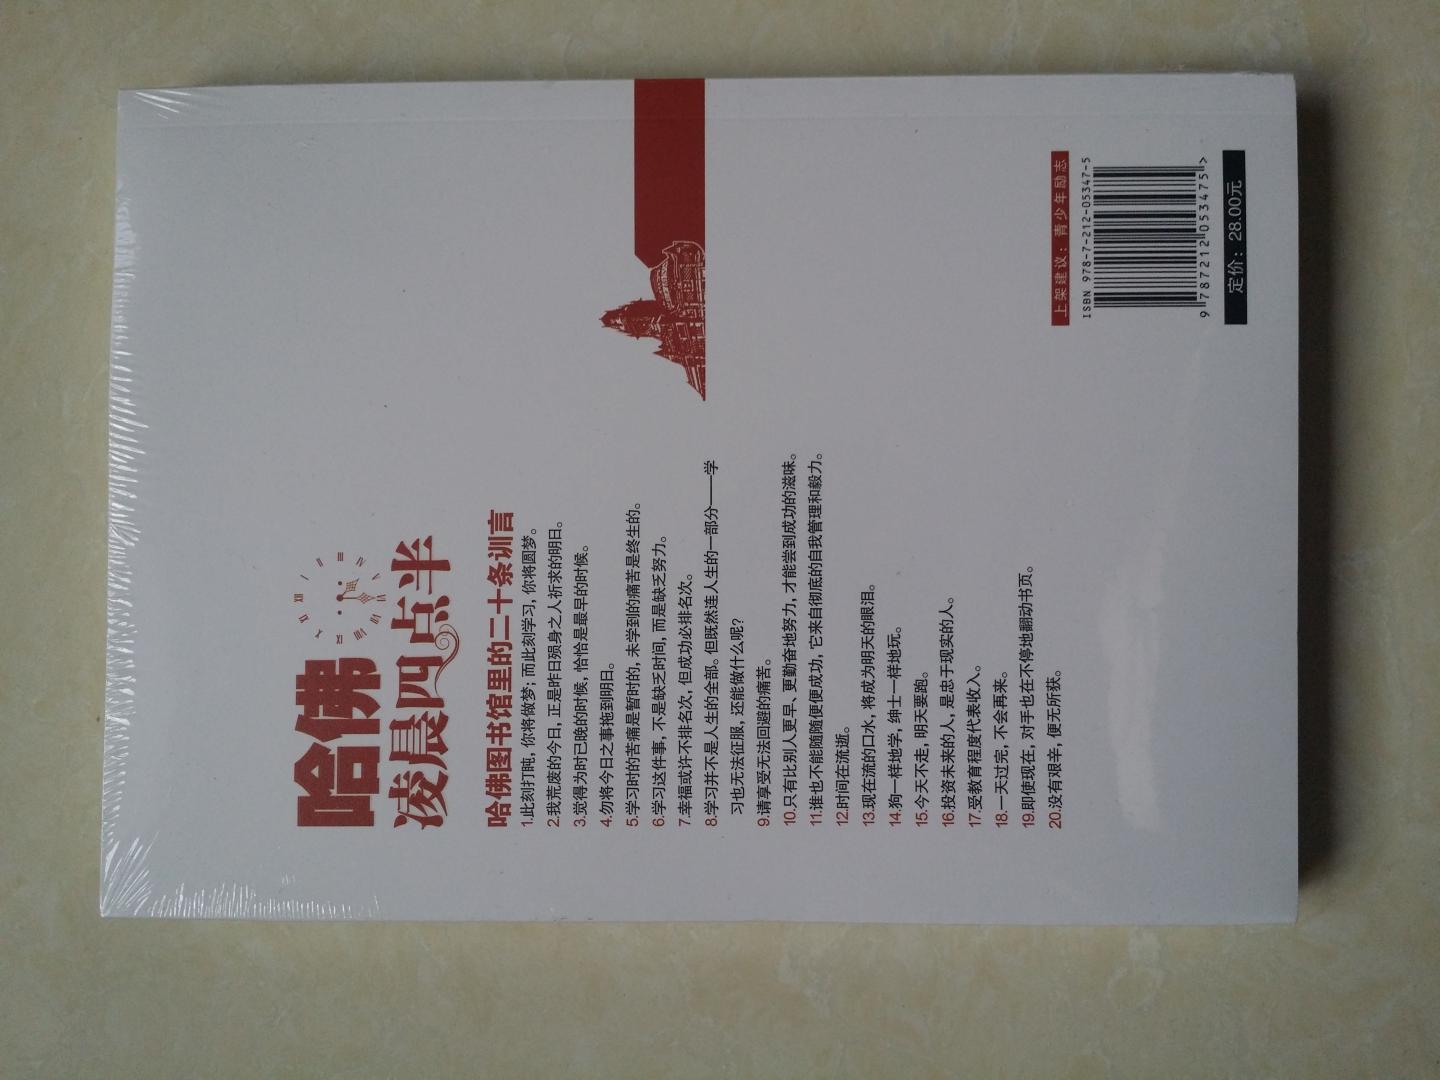 哈佛
凌晨四点半
哈佛图书馆里的二十条训言
1.此刻打盹，你将做梦；而此刻学习，你将圆梦。
2.我荒废的今日，正是昨日殒身之人祈求的明日。
3.觉得为时已晚的时候，恰恰是最早的时候。
4.勿将今日之事拖到明日。
5.学习时的苦痛是暂时的，未学到的痛苦是终生的。
6.学习这件事，不是缺乏时间，而是缺乏努力。
7.幸福或许不排名次，但成功必排名次。
8.学习并不是人生的全部。但既然连人生的一部分——学
习也无法征服，还能做什么呢？
9.请享受无法回避的痛苦。
10.只有比别人更早、更勤奋地努力，才能尝到成功的滋味。
11.谁也不能随随便便成功，它来自彻底的自我管理和毅力。
12.时间在流逝。
13.现在流的口水，将成为明天的眼泪。
14.狗一样地学，绅士一样地玩。
15.今天不走，明天要跑。
16.投资未来的人，是忠于现实的人。
17.受教育程度代表收入。
18.一天过完，不会再来。
19.即使现在，对手也在不停地翻动书页。
20.没有艰辛，便无所获。
上架建议：青少年励志
ISBN 978-7-212-05347-5
9 787212 053475 >
定价：28.00元